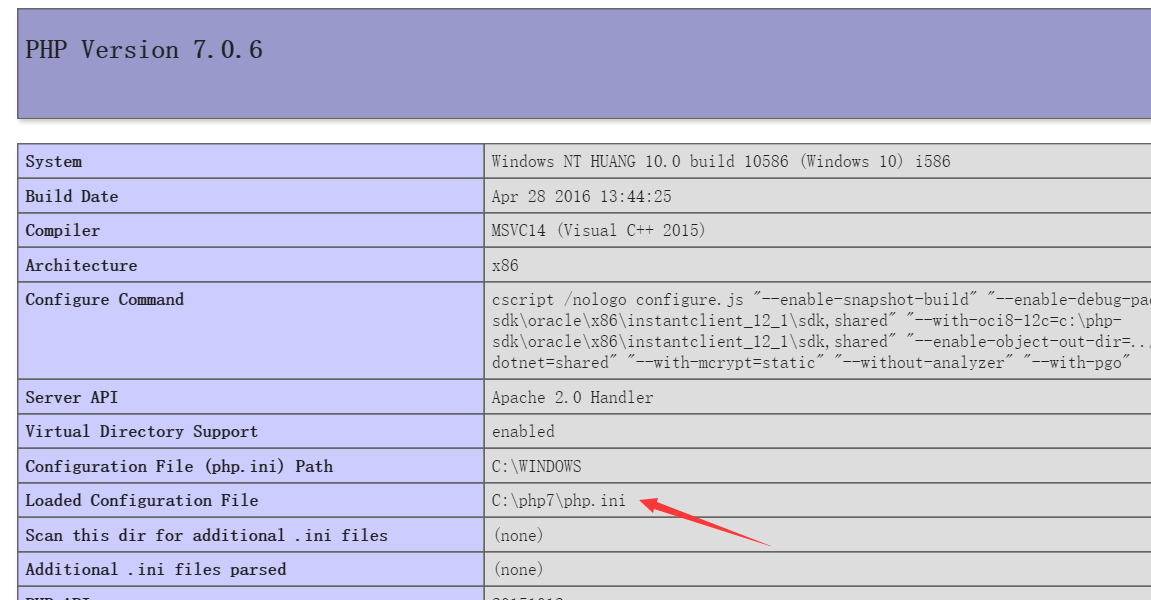 PHP Version 7.0.6
System Windows NT HUANG 10.0 build 10586 (Windows 10) i586
Build Date Apr 28 2016 13:44:25
Compiler MSVC14 (Visual C++ 2015)
Architecture x86
Configure Command cscript /nologo configure.js "--enable-snapshot-build" "--enable-debug-pac
sdk\oracle\x86\instantclient_12_1\sdk,shared" "--with-oci8-12c=c:\php-
sdk\oracle\x86\instantclient_12_1\sdk,shared" "--enable-object-out-dir=../
dotnet=shared" "--with-mcrypt=static" "--without-analyzer" "--with-pgo"
Server API Apache 2.0 Handler
Virtual Directory Support enabled
Configuration File (php.ini) Path C:\WINDOWS
Loaded Configuration File C:\php7\php.ini
Scan this dir for additional .ini files (none)
Additional .ini files parsed (none)
PHP API